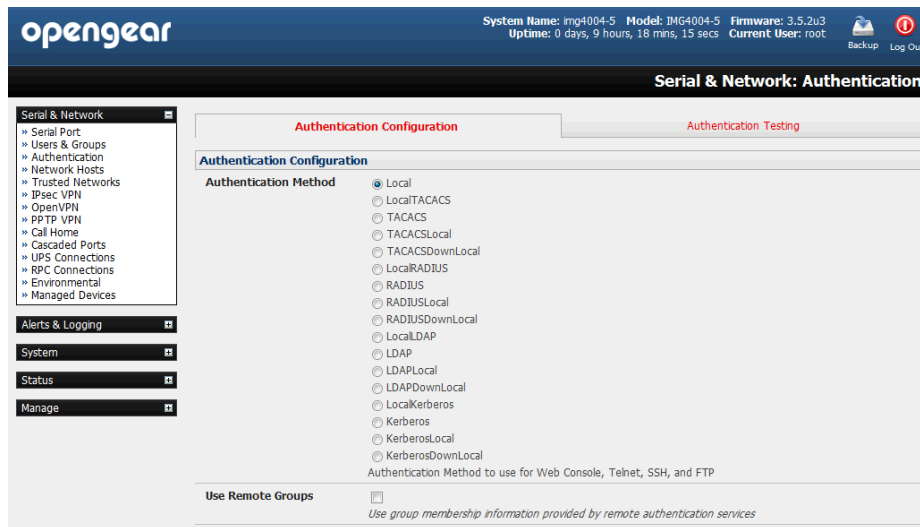 opengear
System Name: img4004-5 Model: IMG4004-5 Firmware: 3.5.2u3
Uptime: 0 days, 9 hours, 18 mins, 15 secs Current User: root
Backup
Log Ou
Serial & Network: Authentication
Serial & Network
» Serial Port
» Users & Groups
» Authentication
» Network Hosts
» Trusted Networks
» IPsec VPN
» OpenVPN
» PPTP VPN
» Call Home
» Cascaded Ports
» UPS Connections
» RPC Connections
» Environmental
» Managed Devices
Alerts & Logging
System
Status
Manage
Authentication Configuration
Authentication Testing
Authentication Configuration
Authentication Method
Local
LocalTACACS
TACACS
TACACSLocal
TACACSDownLocal
LocalRADIUS
RADIUS
RADIUSLocal
RADIUSDownLocal
LocalLDAP
LDAP
LDAPLocal
LDAPDownLocal
LocalKerberos
Kerberos
KerberosLocal
KerberosDownLocal
Authentication Method to use for Web Console, Telnet, SSH, and FTP
Use Remote Groups
Use group membership information provided by remote authentication services